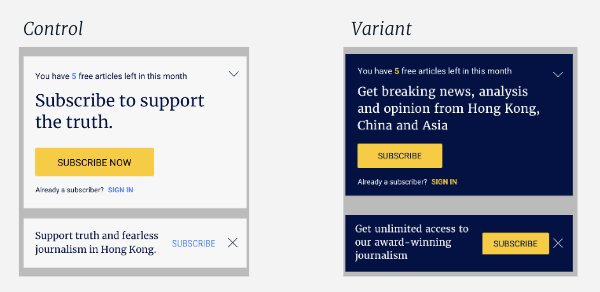 Control
You have 5 free articles left in this month
Subscribe to support
the truth.
SUBSCRIBE NOW
Already a subscriber? SIGN IN
Support truth and fearless
journalism in Hong Kong.
SUBSCRIBE
Variant
You have 5 free articles left in this month
Get breaking news, analysis
and opinion from Hong Kong,
China and Asia
SUBSCRIBE
Already a subscriber? SIGN IN
Get unlimited access to
our award-winning
journalism
SUBSCRIBE